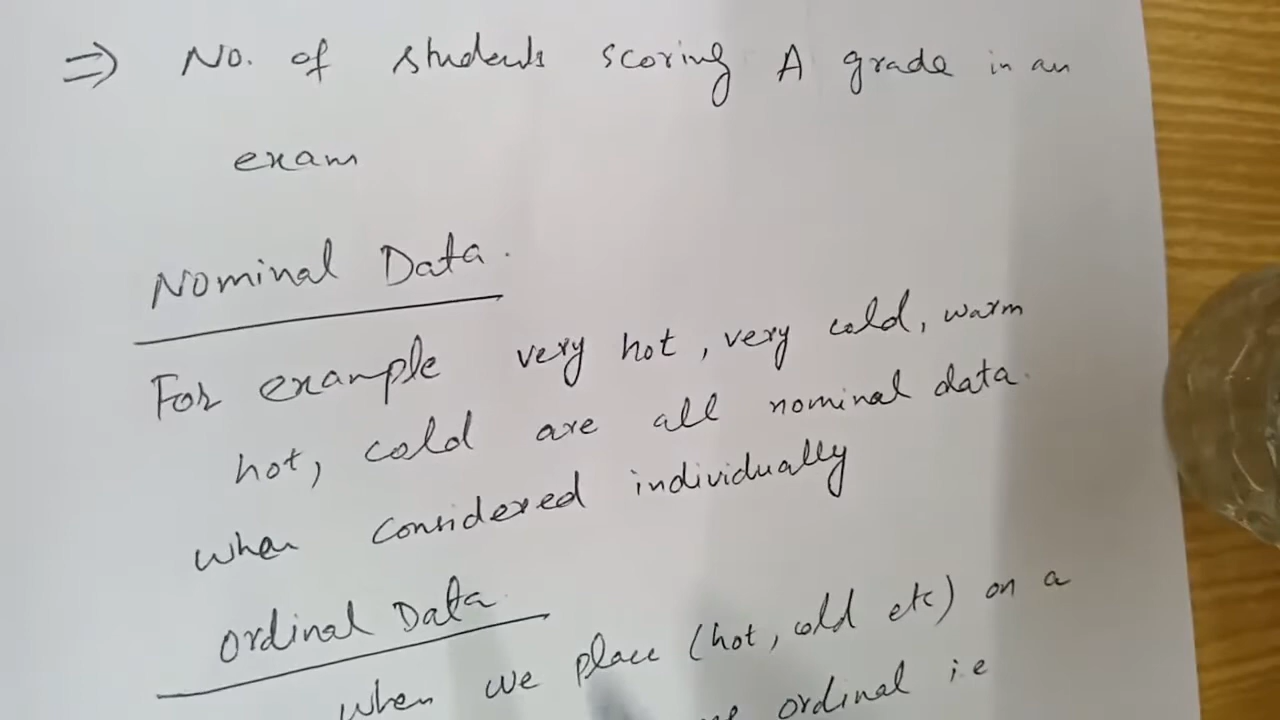 ⇒ No. of students scoring A grade in an
exam
Nominal Data.
For example very hot, very cold, warm
hot, cold are all nominal data.
when considered individually
Ordinal Data
when we place (hot, cold etc) on a
ordinal i.e